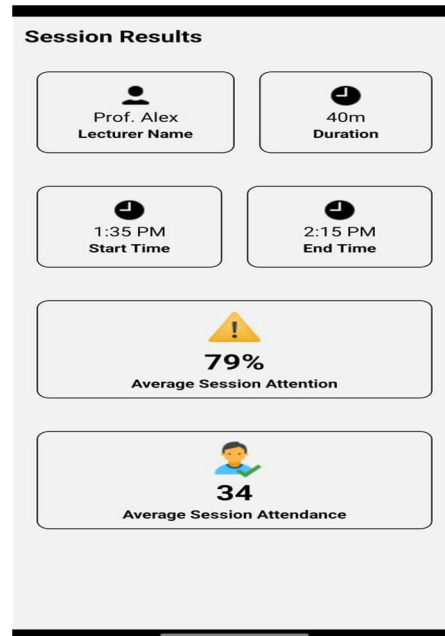 Session Results
Prof. Alex
Lecturer Name
40m
Duration
1:35 PM
Start Time
2:15 PM
End Time
79%
Average Session Attention
34
Average Session Attendance